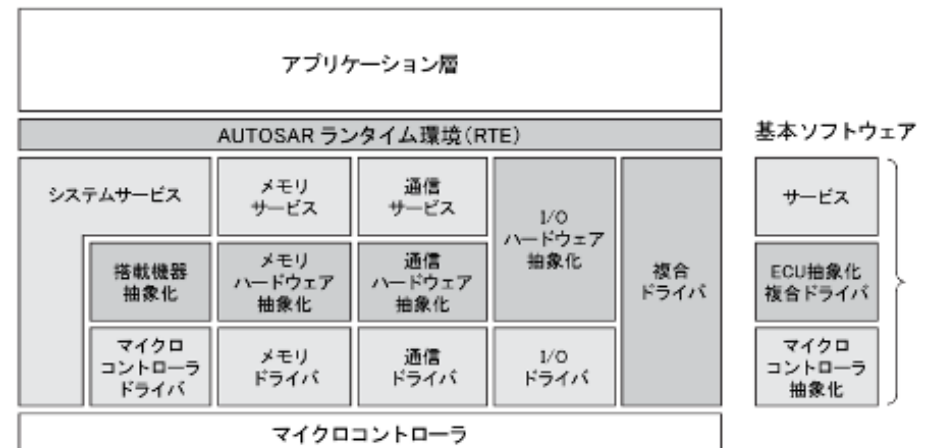 アプリケーション層
AUTOSAR ランタイム環境(RTE)
基本ソフトウェア
システムサービス
メモリ
サービス
通信
サービス
I/O
ハードウェア
抽象化
複合
ドライバ
サービス
搭載機器
抽象化
メモリ
ハードウェア
抽象化
通信
ハードウェア
抽象化
ECU抽象化
複合ドライバ
マイクロ
コントローラ
ドライバ
メモリ
ドライバ
通信
ドライバ
I/O
ドライバ
マイクロ
コントローラ
抽象化
マイクロコントローラ